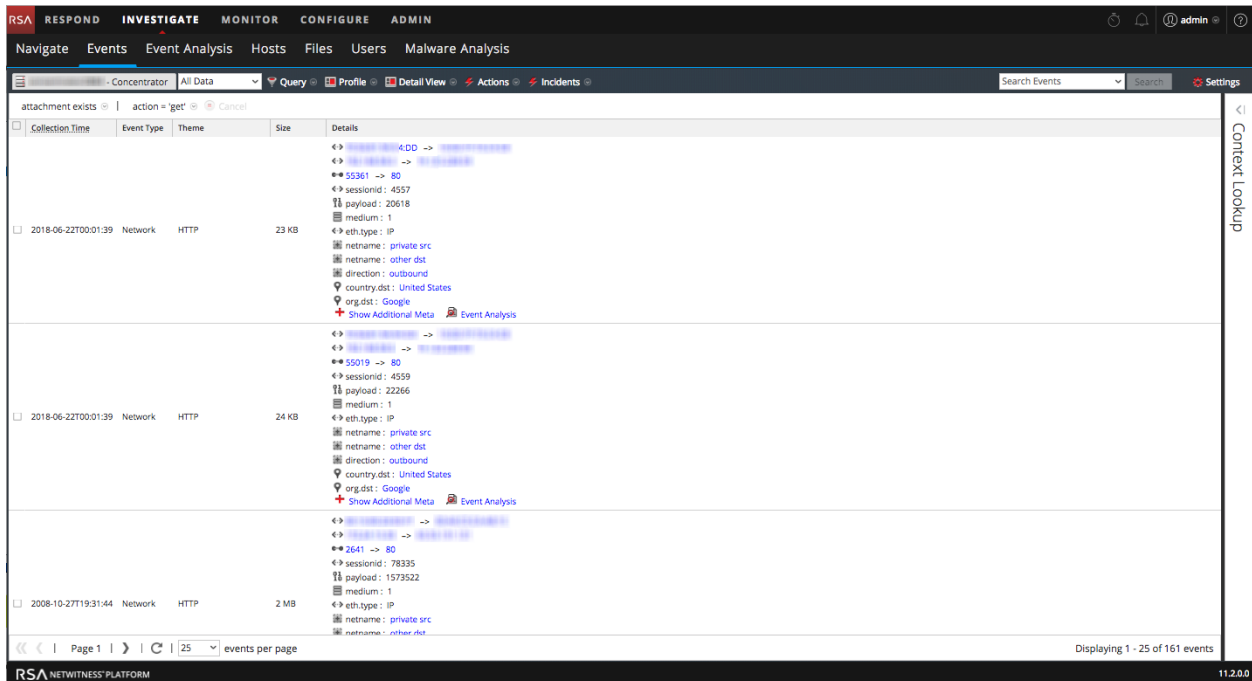 RSA RESPOND INVESTIGATE MONITOR CONFIGURE ADMIN admin ?
Navigate Events Event Analysis Hosts Files Users Malware Analysis
- Concentrator All Data Query Profile Detail View Actions Incidents Search Events Search Settings
attachment exists | action = 'get' Cancel
Collection Time Event Type Theme Size Details
4:DD ->
->
55361 -> 80
sessionid : 4557
payload : 20618
medium : 1
2018-06-22T00:01:39 Network HTTP 23 KB eth.type : IP
netname : private src
netname : other dst
direction : outbound
country.dst : United States
org.dst : Google
Show Additional Meta Event Analysis
->
->
55019 -> 80
sessionid : 4559
payload : 22266
medium : 1
2018-06-22T00:01:39 Network HTTP 24 KB eth.type : IP
netname : private src
netname : other dst
direction : outbound
country.dst : United States
org.dst : Google
Show Additional Meta Event Analysis
->
->
2641 -> 80
sessionid : 78335
payload : 1573522
medium : 1
2008-10-27T19:31:44 Network HTTP 2 MB eth.type : IP
netname : private src
netname : other dst
Context Lookup
Page 1 | 25 events per page Displaying 1 - 25 of 161 events
RSA NETWITNESS® PLATFORM 11.2.0.0